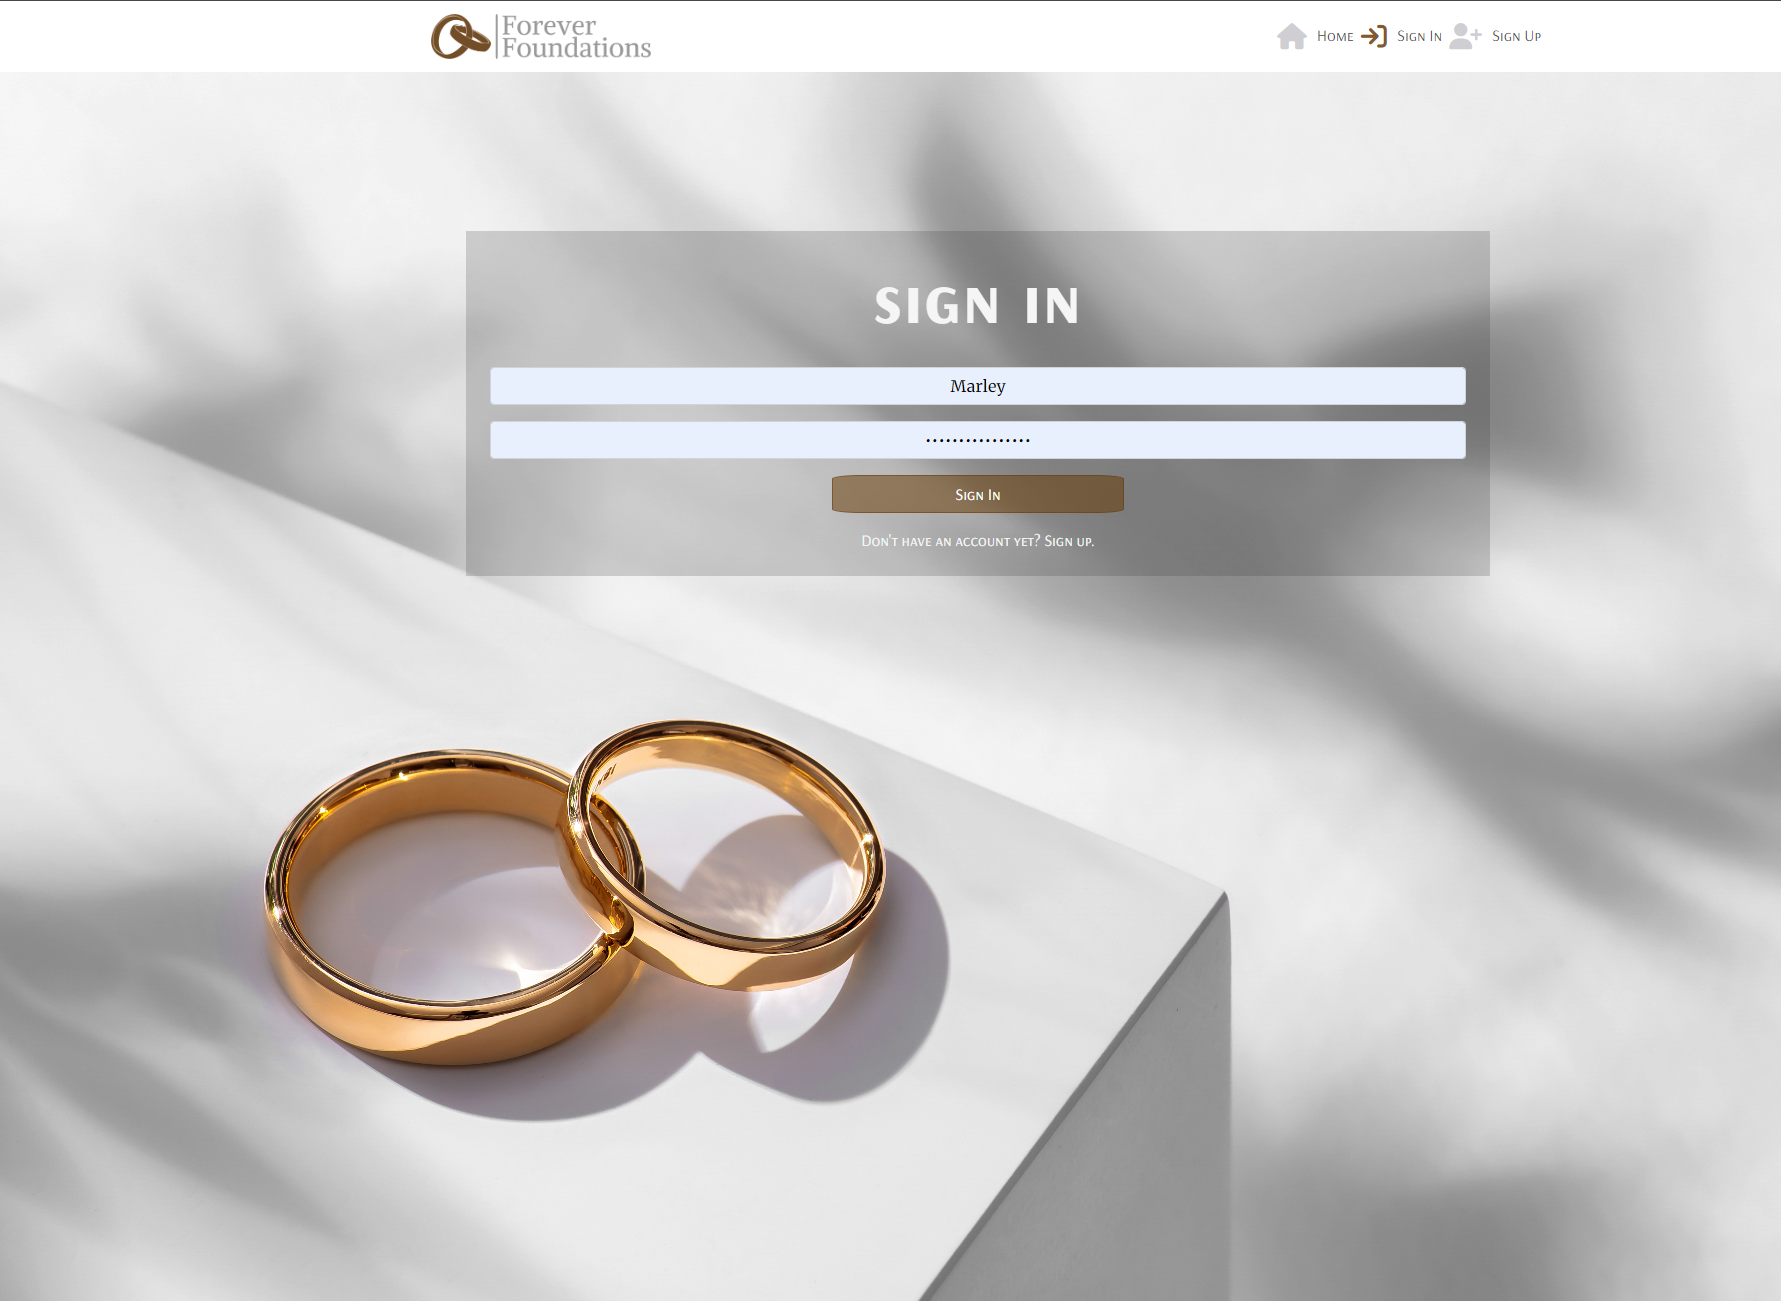 Forever
Foundations
Home Sign In Sign Up
SIGN IN
Marley
••••••••••••••••
Sign In
Don't have an account yet? Sign up.